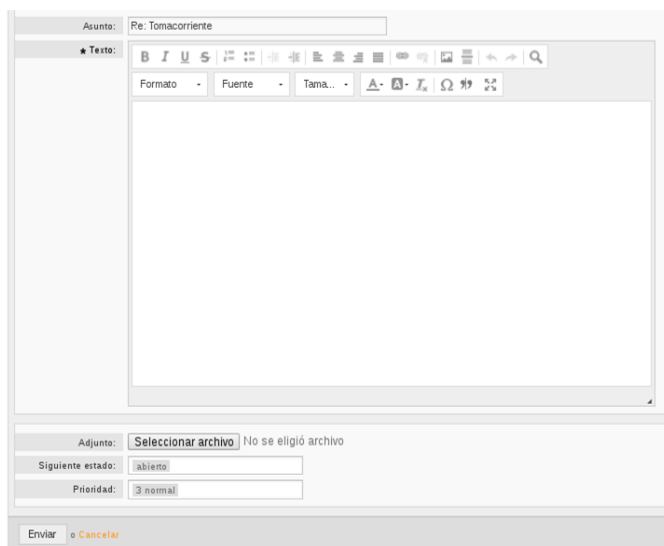 Asunto: Re: Tomacorriente
★ Texto:
B I U S
Formato Fuente Tama... A A Ix Ω
Adjunto: Seleccionar archivo No se eligió archivo
Siguiente estado: abierto
Prioridad: 3 normal
Enviar o Cancelar